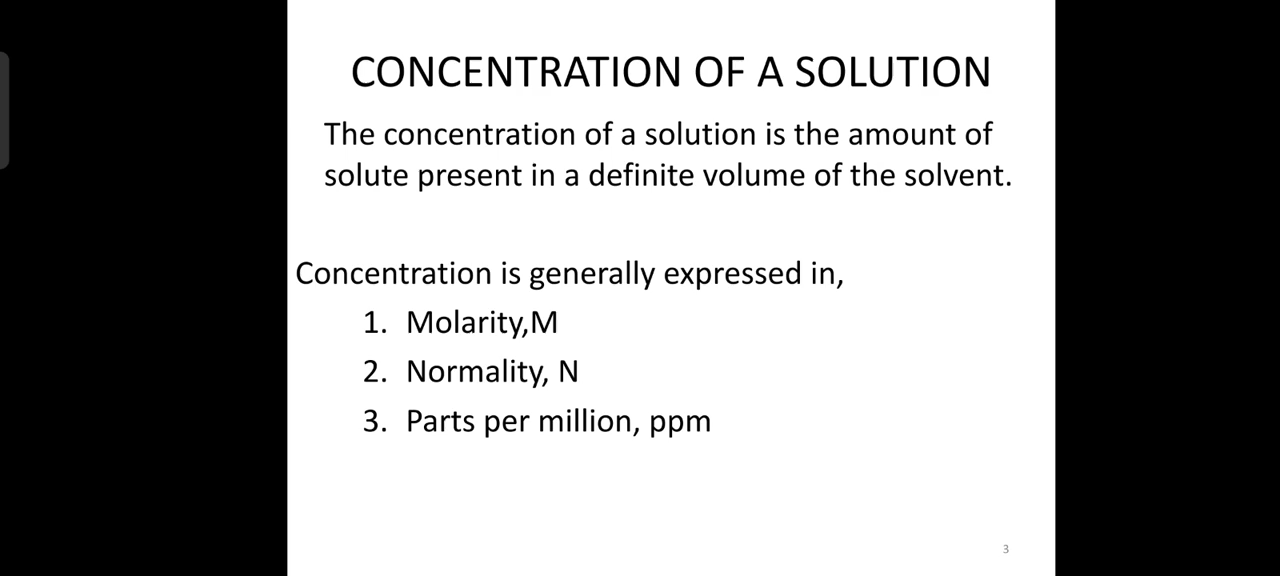 CONCENTRATION OF A SOLUTION
The concentration of a solution is the amount of
solute present in a definite volume of the solvent.
Concentration is generally expressed in,
1. Molarity,M
2. Normality, N
3. Parts per million, ppm
3